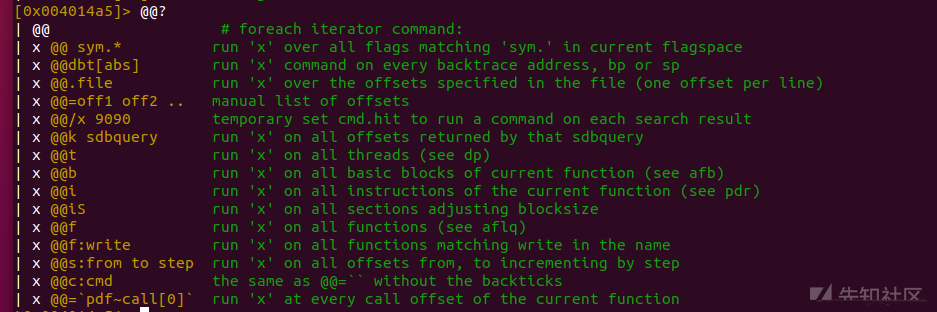 [0x004014a5]> @@?
| @@ # foreach iterator command:
| x @@ sym.* run 'x' over all flags matching 'sym.' in current flagspace
| x @@dbt[abs] run 'x' command on every backtrace address, bp or sp
| x @@.file run 'x' over the offsets specified in the file (one offset per line)
| x @@=off1 off2 .. manual list of offsets
| x @@/x 9090 temporary set cmd.hit to run a command on each search result
| x @@k sdbquery run 'x' on all offsets returned by that sdbquery
| x @@t run 'x' on all threads (see dp)
| x @@b run 'x' on all basic blocks of current function (see afb)
| x @@i run 'x' on all instructions of the current function (see pdr)
| x @@iS run 'x' on all sections adjusting blocksize
| x @@f run 'x' on all functions (see aflq)
| x @@f:write run 'x' on all functions matching write in the name
| x @@s:from to step run 'x' on all offsets from, to incrementing by step
| x @@c:cmd the same as @@=`` without the backticks
| x @@=`pdf~call[0]` run 'x' at every call offset of the current function
先知社区